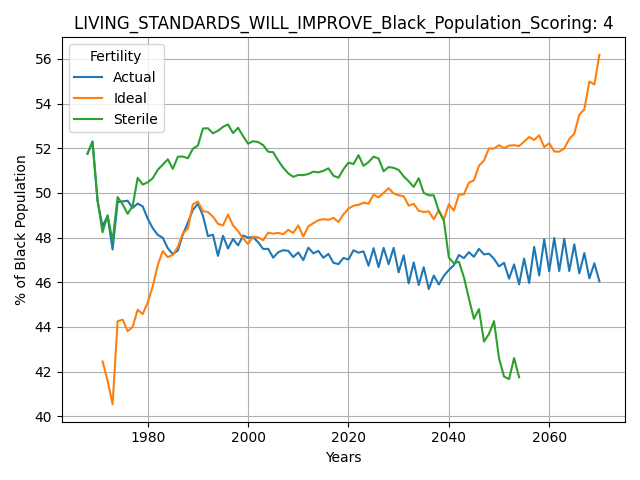 LIVING_STANDARDS_WILL_IMPROVE_Black_Population_Scoring: 4
Fertility
Actual
Ideal
Sterile
% of Black Population
56
54
52
50
48
46
44
42
40
1980
2000
2020
2040
2060
Years